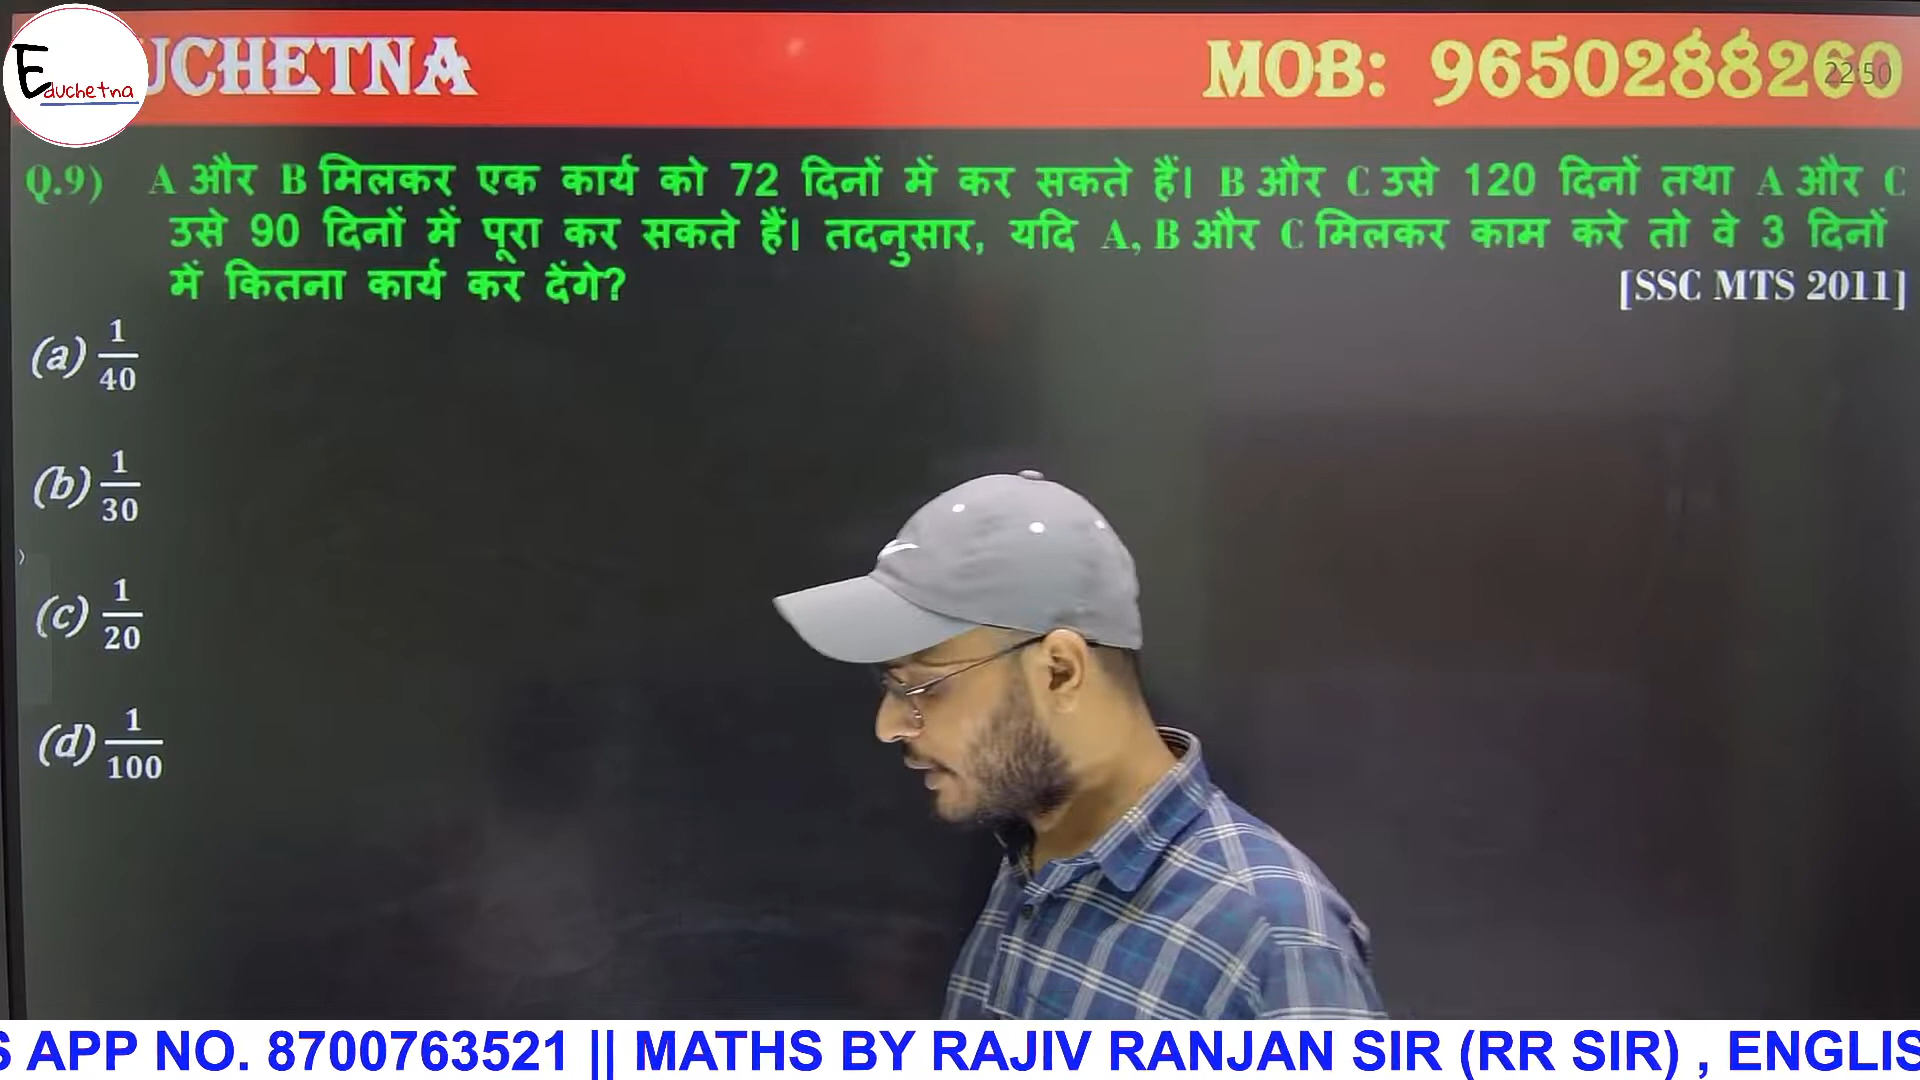 Educhetna
UCHETNA
MOB: 9650288260
22:50
Q.9) A और B मिलकर एक कार्य को 72 दिनों में कर सकते हैं। B और C उसे 120 दिनों तथा A और C
उसे 90 दिनों में पूरा कर सकते हैं। तदनुसार, यदि A, B और C मिलकर काम करे तो वे 3 दिनों
में कितना कार्य कर देंगे?
[SSC MTS 2011]
(a) 1/40
(b) 1/30
(c) 1/20
(d) 1/100
S APP NO. 8700763521 || MATHS BY RAJIV RANJAN SIR (RR SIR) , ENGLIS